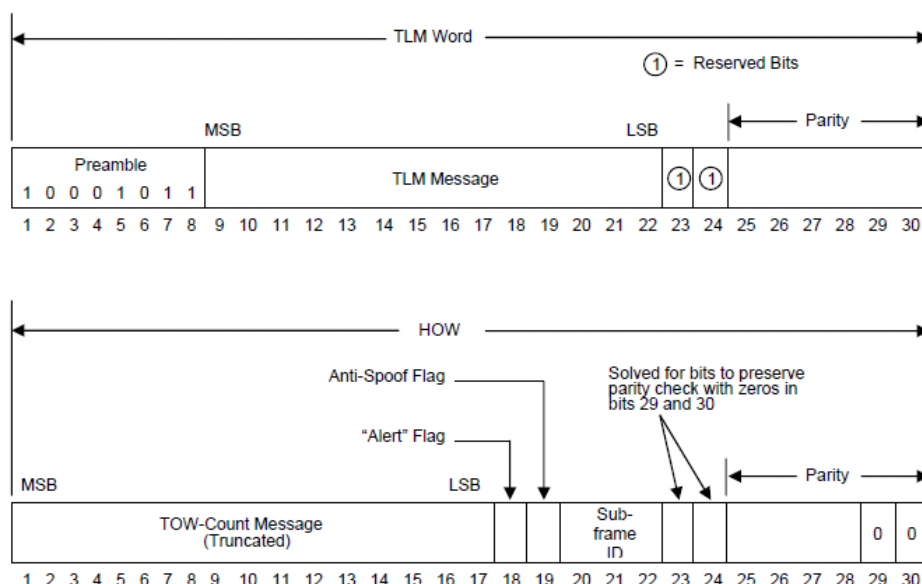 TLM Word
① = Reserved Bits
Parity
MSB LSB
Preamble
1 0 0 0 1 0 1 1
TLM Message
① ①
1 2 3 4 5 6 7 8 9 10 11 12 13 14 15 16 17 18 19 20 21 22 23 24 25 26 27 28 29 30
HOW
Anti-Spoof Flag
Solved for bits to preserve
parity check with zeros in
bits 29 and 30
"Alert" Flag
MSB LSB
Parity
TOW-Count Message
(Truncated)
Sub-
frame
ID
0 0
1 2 3 4 5 6 7 8 9 10 11 12 13 14 15 16 17 18 19 20 21 22 23 24 25 26 27 28 29 30